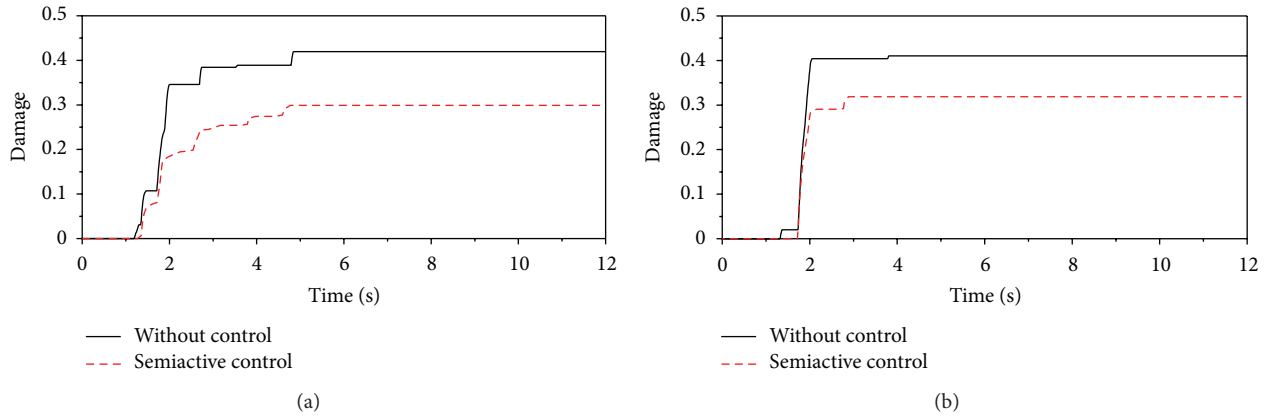 0.5
0.4
0.3
0.2
0.1
0
Damage
0 2 4 6 8 10 12
Time (s)
Without control
Semiactive control
(a)
0.5
0.4
0.3
0.2
0.1
0
Damage
0 2 4 6 8 10 12
Time (s)
Without control
Semiactive control
(b)